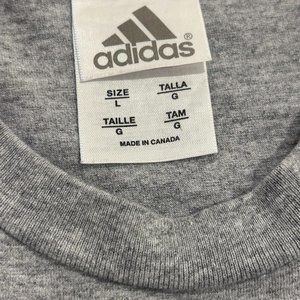 adidas
SIZE TALLA
L G
TAILLE TAM
G G
MADE IN CANADA